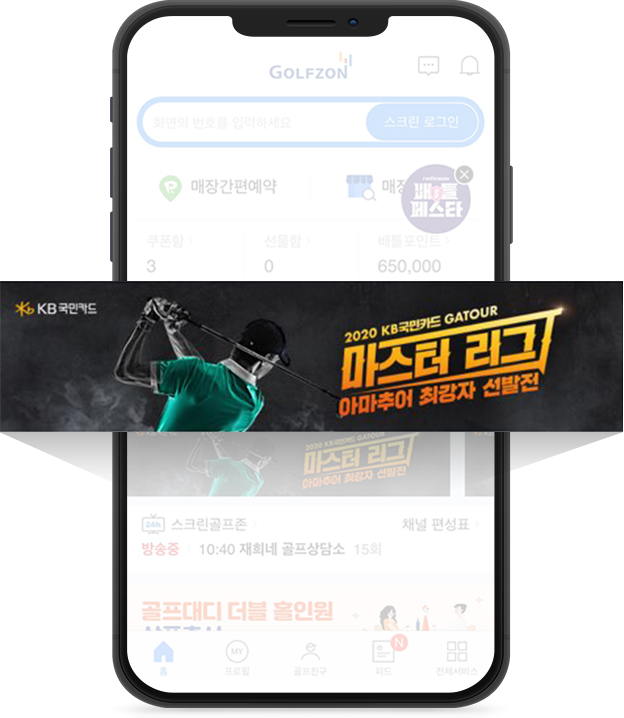 GOLFZON
화면의 번호를 입력하세요
스크린 로그인
매장간편예약
매장
배틀
페스타
쿠폰함
선물함
배틀포인트
3
0
650,000
KB국민카드
2020 KB국민카드 GATOUR
마스터 리그
아마추어 최강자 선발전
2020 KB국민카드 GATOUR
마스터 리그
아마추어 최강자 선발전
24h 스크린골프존
채널 편성표
방송중 10:40 재희네 골프상담소 15회
골프대디 더블 홀인원
홈
MY
프로필
골프친구
N
피드
전체서비스